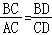 BC/AC = BD/CD